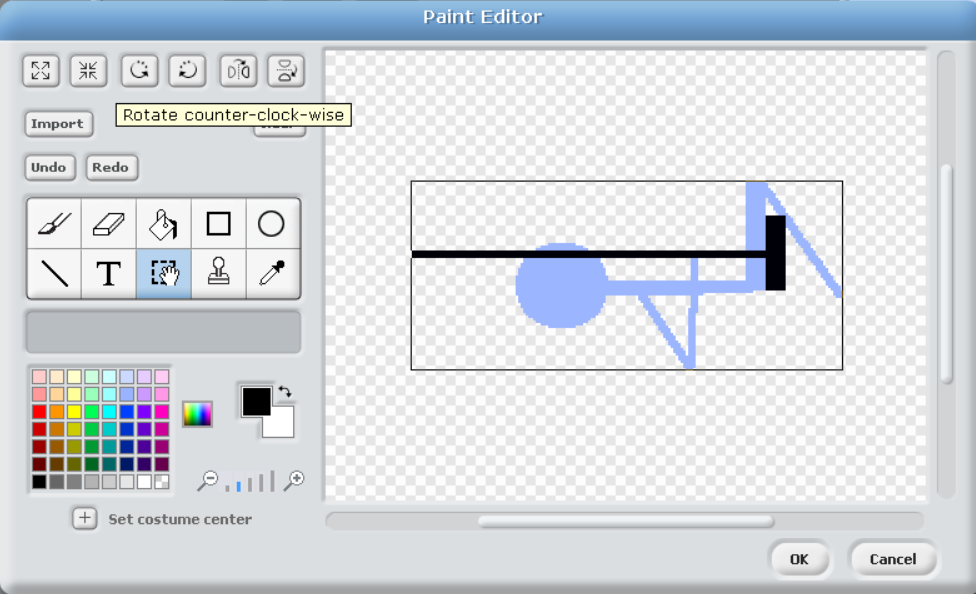 Paint Editor
Rotate counter-clock-wise
Import
Undo Redo
T
Set costume center
OK Cancel